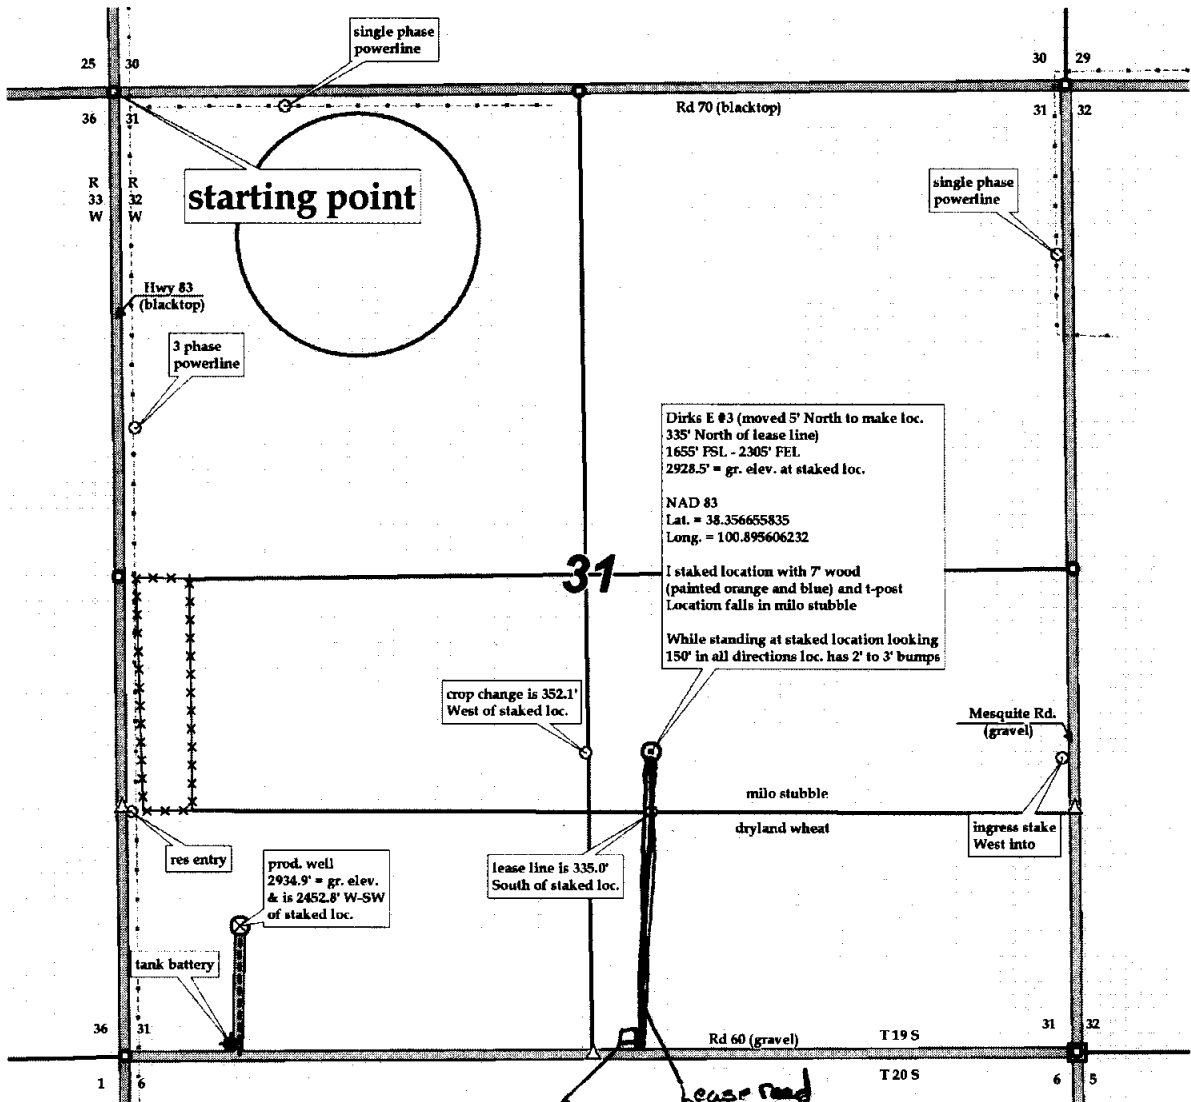 single phase
powerline
25 30
30 29
Rd 70 (blacktop)
36 31
31 32
R R
33 32
W W
starting point
single phase
powerline
Hwy 83
(blacktop)
3 phase
powerline
Dirks E #3 (moved 5' North to make loc.
335' North of lease line)
1655' FSL - 2305' FEL
2928.5' = gr. elev. at staked loc.
NAD 83
Lat. = 38.356655835
Long. = 100.895606232
I staked location with 7' wood
(painted orange and blue) and t-post
Location falls in milo stubble
While standing at staked location looking
150' in all directions loc. has 2' to 3' bumps
31
crop change is 352.1'
West of staked loc.
Mesquite Rd.
(gravel)
milo stubble
dryland wheat
ingress stake
West into
res entry
prod. well
2934.9' = gr. elev.
& is 2452.8' W-SW
of staked loc.
lease line is 335.0'
South of staked loc.
tank battery
36 31
31 32
Rd 60 (gravel)
T 19 S
T 20 S
1 6
6 5
Lease road